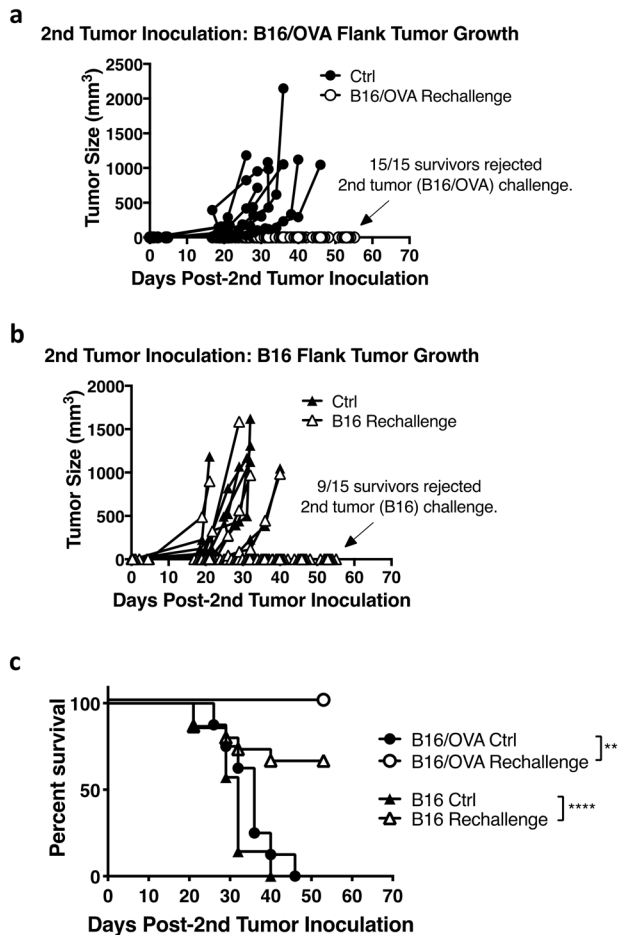 a
2nd Tumor Inoculation: B16/OVA Flank Tumor Growth
Tumor Size (mm³)
2500
2000
1500
1000
500
0
Ctrl
B16/OVA Rechallenge
15/15 survivors rejected
2nd tumor (B16/OVA) challenge.
0 10 20 30 40 50 60 70
Days Post-2nd Tumor Inoculation
b
2nd Tumor Inoculation: B16 Flank Tumor Growth
Tumor Size (mm³)
2000
1500
1000
500
0
Ctrl
B16 Rechallenge
9/15 survivors rejected
2nd tumor (B16) challenge.
0 10 20 30 40 50 60 70
Days Post-2nd Tumor Inoculation
c
Percent survival
100
50
0
B16/OVA Ctrl
B16/OVA Rechallenge
**
B16 Ctrl
B16 Rechallenge
****
0 10 20 30 40 50 60 70
Days Post-2nd Tumor Inoculation